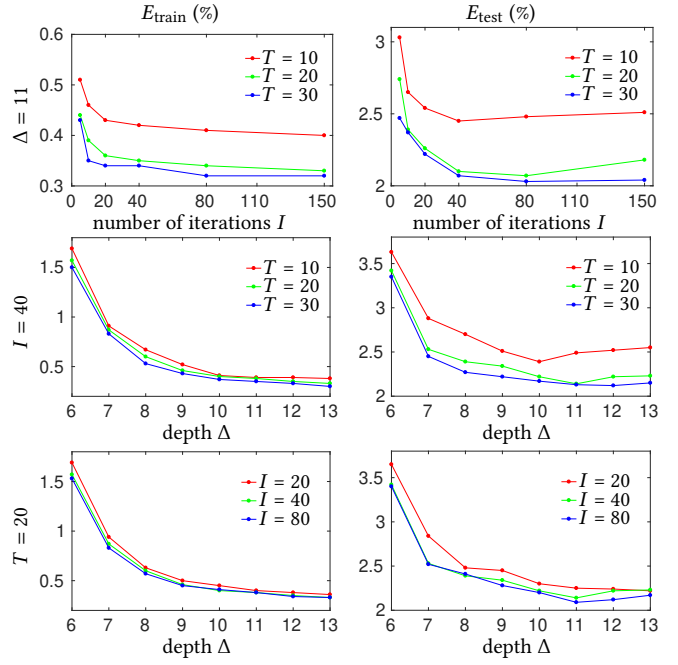 E_train (%)
E_test (%)
Δ = 11
0.6
0.5
0.4
0.3
0 20 40 80 110 150
T = 10
T = 20
T = 30
number of iterations I
3
2.5
2
0 20 40 80 110 150
T = 10
T = 20
T = 30
number of iterations I
I = 40
1.5
1
0.5
6 7 8 9 10 11 12 13
T = 10
T = 20
T = 30
depth Δ
3.5
3
2.5
2
6 7 8 9 10 11 12 13
T = 10
T = 20
T = 30
depth Δ
T = 20
1.5
1
0.5
6 7 8 9 10 11 12 13
I = 20
I = 40
I = 80
depth Δ
3.5
3
2.5
2
6 7 8 9 10 11 12 13
I = 20
I = 40
I = 80
depth Δ